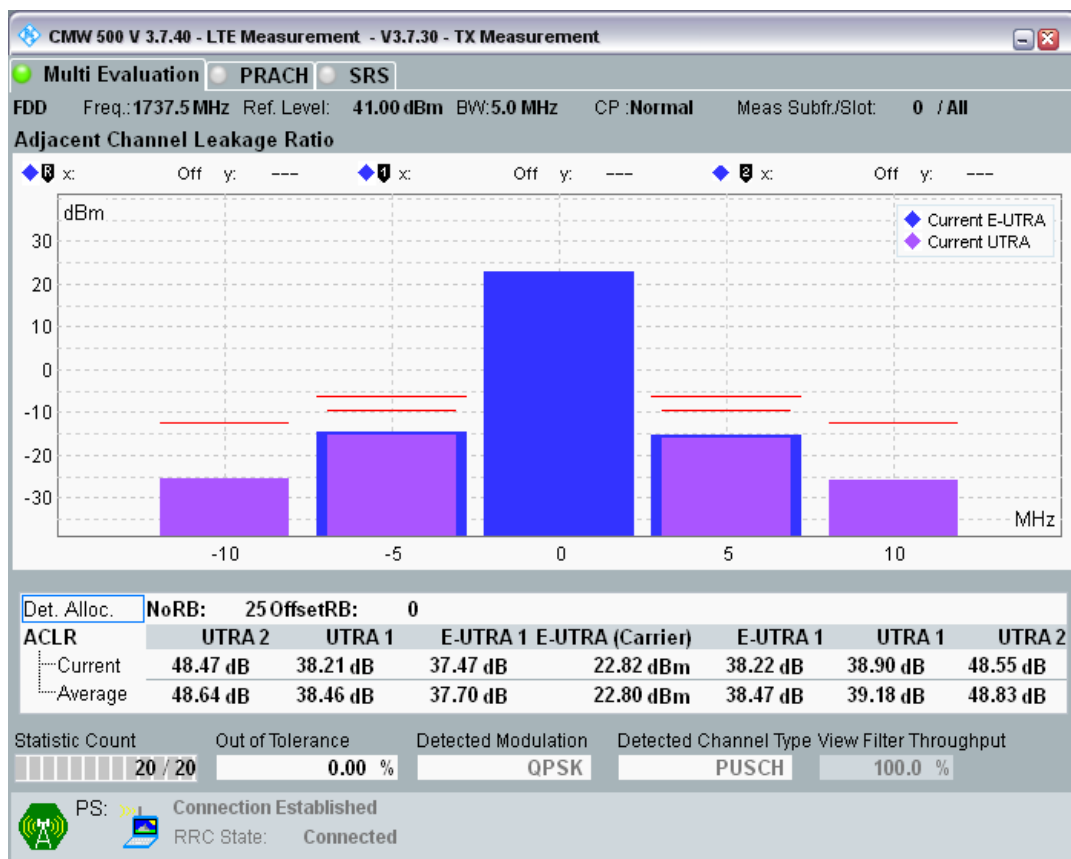 CMW 500 V 3.7.40 - LTE Measurement - V3.7.30 - TX Measurement
Multi Evaluation PRACH SRS
FDD Freq.: 1737.5 MHz Ref. Level: 41.00 dBm BW: 5.0 MHz CP : Normal Meas Subfr./Slot: 0 / All
Adjacent Channel Leakage Ratio
R x: Off y: --- 1 x: Off y: --- 2 x: Off y: ---
dBm
Current E-UTRA
Current UTRA
30
20
10
0
-10
-20
-30
MHz
-10 -5 0 5 10
Det. Alloc. NoRB: 25 OffsetRB: 0
ACLR UTRA 2 UTRA 1 E-UTRA 1 E-UTRA (Carrier) E-UTRA 1 UTRA 1 UTRA 2
Current 48.47 dB 38.21 dB 37.47 dB 22.82 dBm 38.22 dB 38.90 dB 48.55 dB
Average 48.64 dB 38.46 dB 37.70 dB 22.80 dBm 38.47 dB 39.18 dB 48.83 dB
Statistic Count Out of Tolerance Detected Modulation Detected Channel Type View Filter Throughput
20 / 20 0.00 % QPSK PUSCH 100.0 %
PS: Connection Established
RRC State: Connected